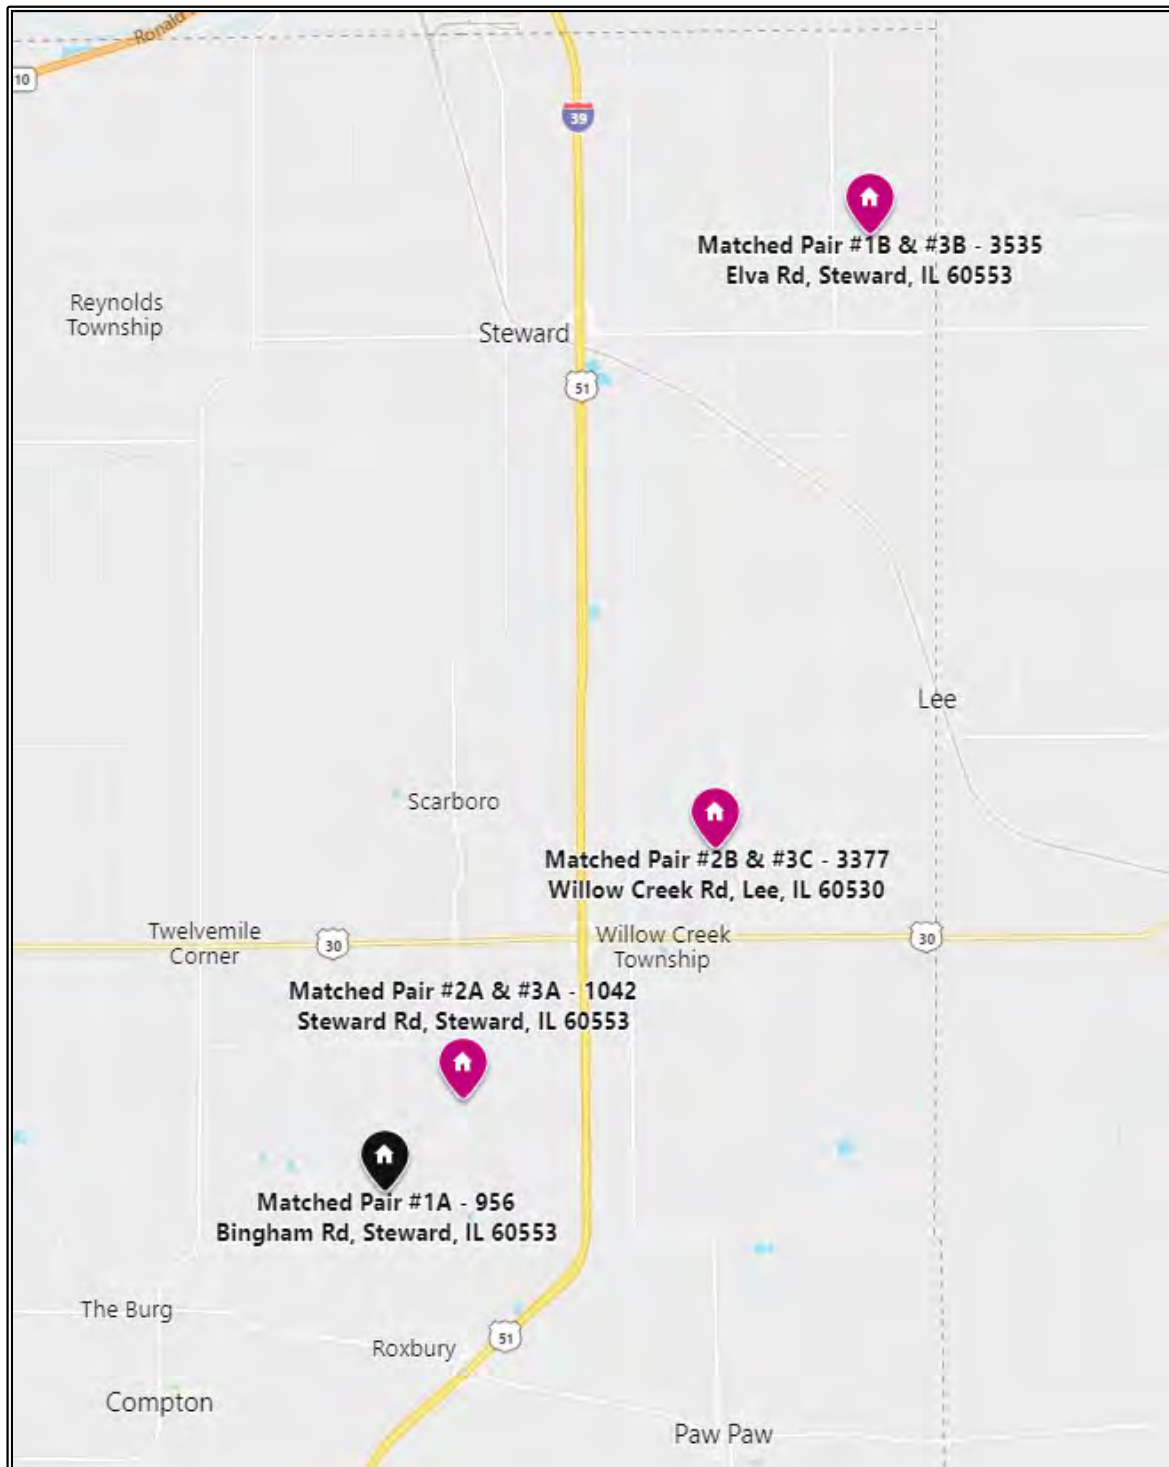 Ronald
10
39
Matched Pair #1B & #3B - 3535
Elva Rd, Steward, IL 60553
Reynolds
Township
Steward
51
Lee
Scarboro
Matched Pair #2B & #3C - 3377
Willow Creek Rd, Lee, IL 60530
Twelvemile
Corner
30
Willow Creek
Township
30
Matched Pair #2A & #3A - 1042
Steward Rd, Steward, IL 60553
Matched Pair #1A - 956
Bingham Rd, Steward, IL 60553
The Burg
Roxbury
51
Compton
Paw Paw